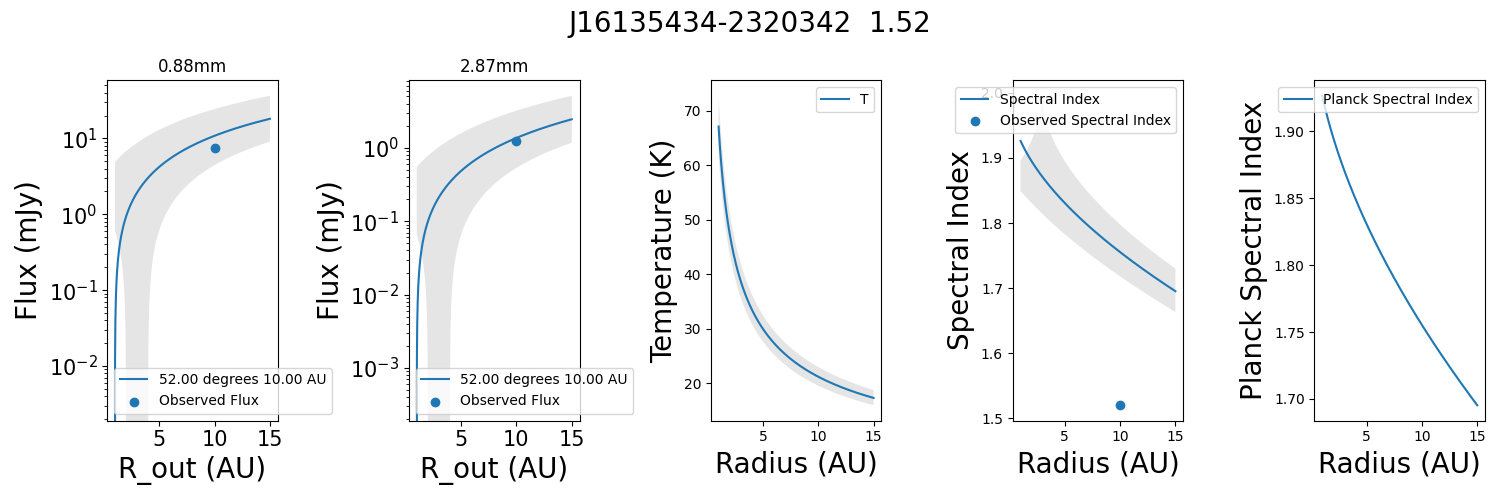 J16135434-2320342  1.52
0.88mm
Flux (mJy)
10^1
10^0
10^-1
10^-2
52.00 degrees 10.00 AU
Observed Flux
5 10 15
R_out (AU)
2.87mm
Flux (mJy)
10^0
10^-1
10^-2
10^-3
52.00 degrees 10.00 AU
Observed Flux
5 10 15
R_out (AU)
T
Temperature (K)
70
60
50
40
30
20
5 10 15
Radius (AU)
Spectral Index
Observed Spectral Index
Spectral Index
2.0
1.9
1.8
1.7
1.6
1.5
5 10 15
Radius (AU)
Planck Spectral Index
Planck Spectral Index
1.90
1.85
1.80
1.75
1.70
5 10 15
Radius (AU)